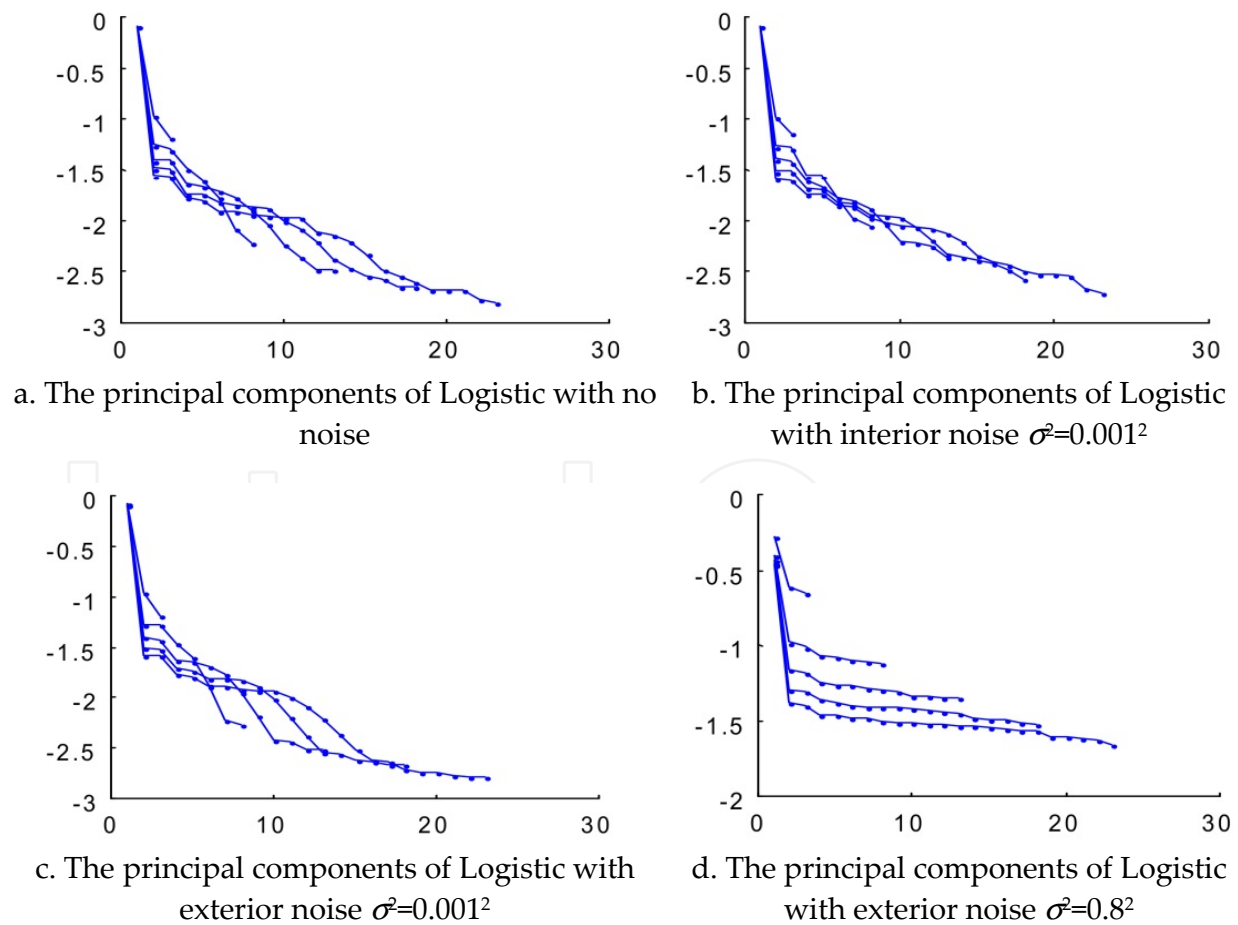 0
-0.5
-1
-1.5
-2
-2.5
-3
0 10 20 30
a. The principal components of Logistic with no
noise
0
-0.5
-1
-1.5
-2
-2.5
-3
0 10 20 30
b. The principal components of Logistic
with interior noise σ²=0.001²
0
-0.5
-1
-1.5
-2
-2.5
-3
0 10 20 30
c. The principal components of Logistic with
exterior noise σ²=0.001²
0
-0.5
-1
-1.5
-2
0 10 20 30
d. The principal components of Logistic
with exterior noise σ²=0.8²